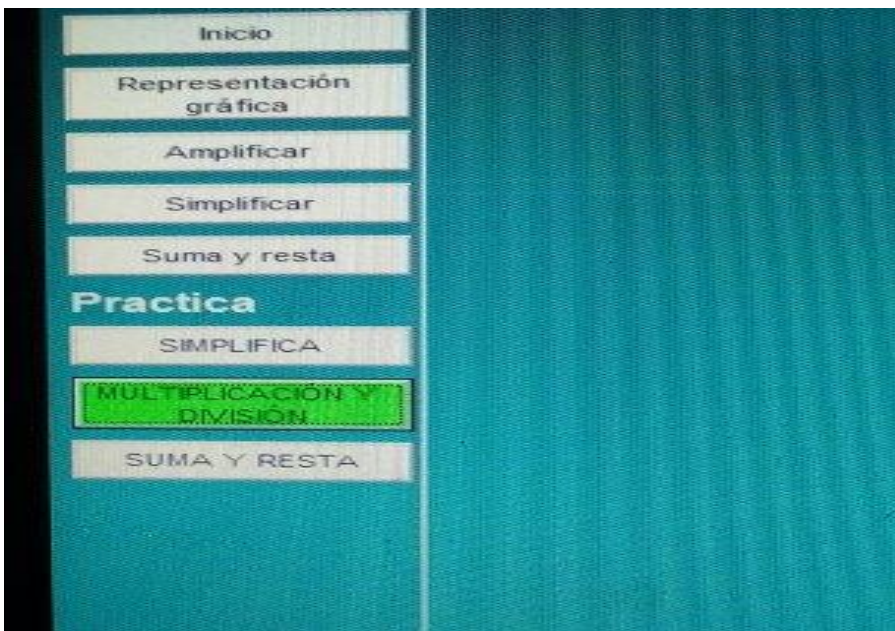 Inicio
Representación
gráfica
Amplificar
Simplificar
Suma y resta
Practica
SIMPLIFICA
MULTIPLICACIÓN Y
DIVISIÓN
SUMA Y RESTA